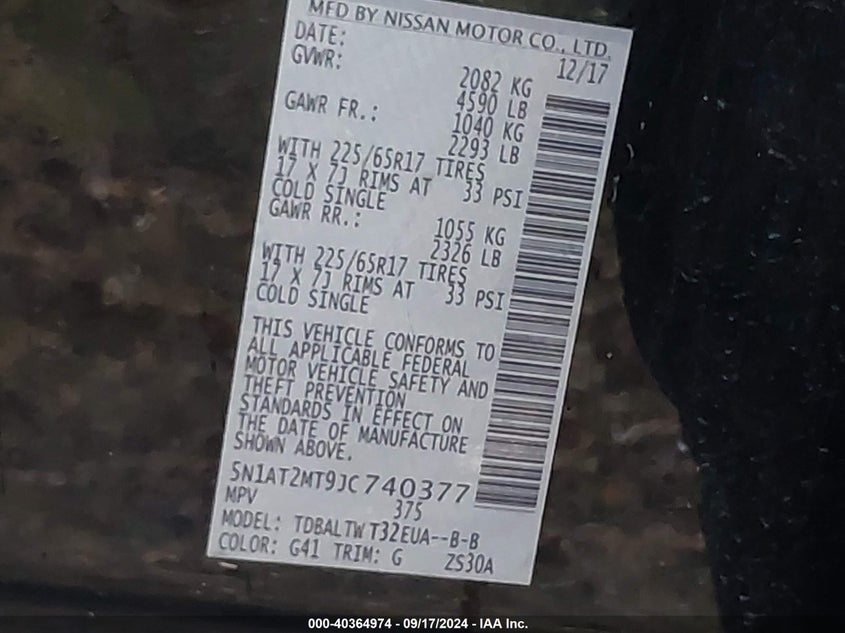 MFD BY NISSAN MOTOR CO., LTD.
DATE: 12/17
GVWR: 2082 KG
4590 LB
GAWR FR.: 1040 KG
2293 LB
WITH 225/65R17 TIRES
17 X 7J RIMS AT 33 PSI
COLD SINGLE
GAWR RR.: 1055 KG
2326 LB
WITH 225/65R17 TIRES
17 X 7J RIMS AT 33 PSI
COLD SINGLE
THIS VEHICLE CONFORMS TO
ALL APPLICABLE FEDERAL
MOTOR VEHICLE SAFETY AND
THEFT PREVENTION
STANDARDS IN EFFECT ON
THE DATE OF MANUFACTURE
SHOWN ABOVE.
5N1AT2MT9JC740377
MPV 375
MODEL: TDBALTW T32EUA--B-B
COLOR: G41 TRIM: G ZS30A
000-40364974 - 09/17/2024 - IAA Inc.